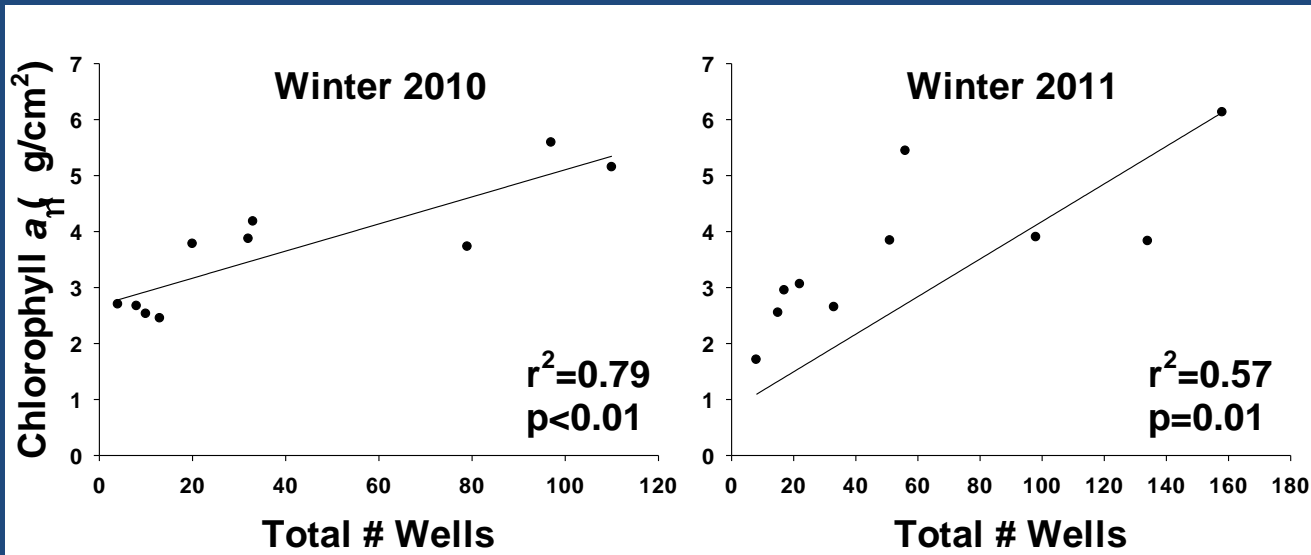 Chlorophyll a ( g/cm²)
Winter 2010
7
6
5
4
3
2
1
0
r²=0.79
p<0.01
0 20 40 60 80 100 120
Total # Wells
Winter 2011
7
6
5
4
3
2
1
0
r²=0.57
p=0.01
0 20 40 60 80 100 120 140 160 180
Total # Wells